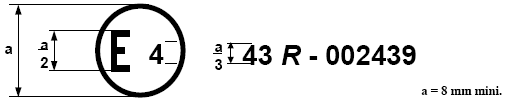 a a/2 E 4 a/3 43 R - 002439
a = 8 mm mini.